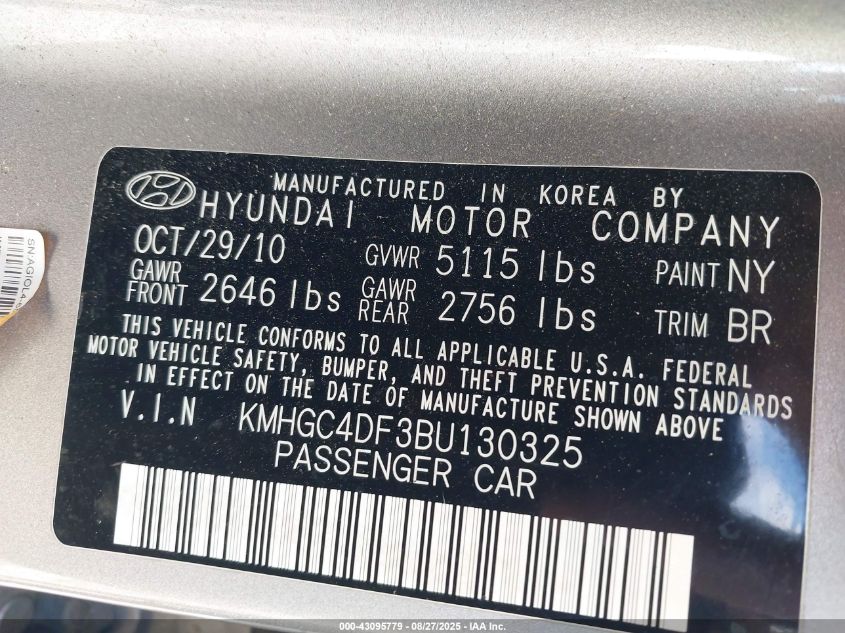 MANUFACTURED IN KOREA BY
HYUNDAI MOTOR COMPANY
OCT/29/10 GVWR 5115 lbs PAINT NY
GAWR FRONT 2646 lbs GAWR REAR 2756 lbs TRIM BR
THIS VEHICLE CONFORMS TO ALL APPLICABLE U.S.A. FEDERAL
MOTOR VEHICLE SAFETY, BUMPER, AND THEFT PREVENTION STANDARDS
IN EFFECT ON THE DATE OF MANUFACTURE SHOWN ABOVE
V.I.N KMHGC4DF3BU130325
PASSENGER CAR
000-43095779 - 08/27/2025 - IAA Inc.